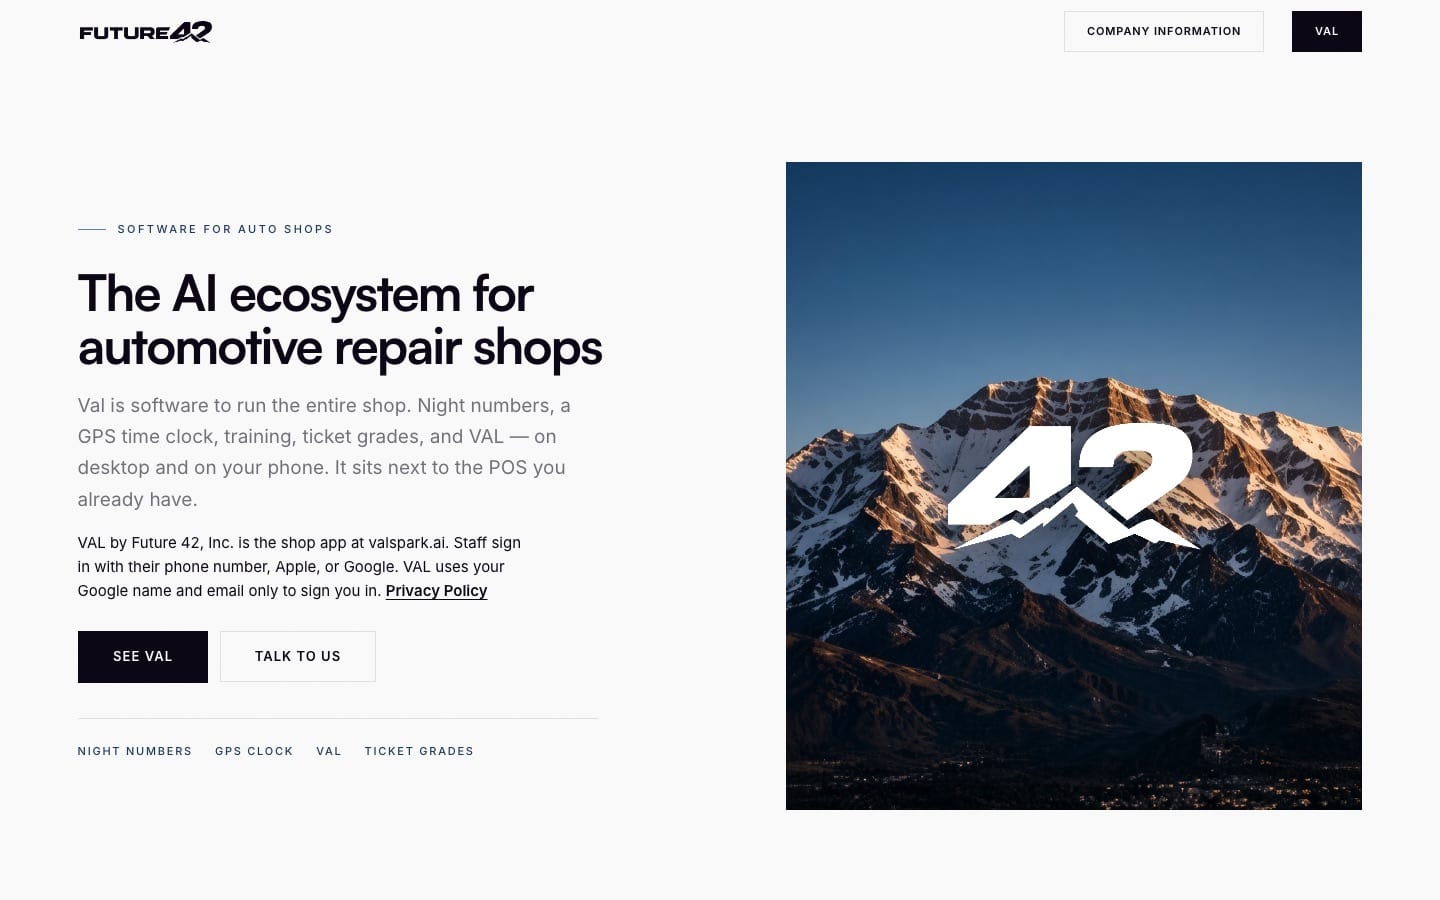 FUTURE42
COMPANY INFORMATION
VAL
SOFTWARE FOR AUTO SHOPS
The AI ecosystem for
automotive repair shops
Val is software to run the entire shop. Night numbers, a
GPS time clock, training, ticket grades, and VAL — on
desktop and on your phone. It sits next to the POS you
already have.
VAL by Future 42, Inc. is the shop app at valspark.ai. Staff sign
in with their phone number, Apple, or Google. VAL uses your
Google name and email only to sign you in. Privacy Policy
SEE VAL
TALK TO US
NIGHT NUMBERS GPS CLOCK VAL TICKET GRADES
42